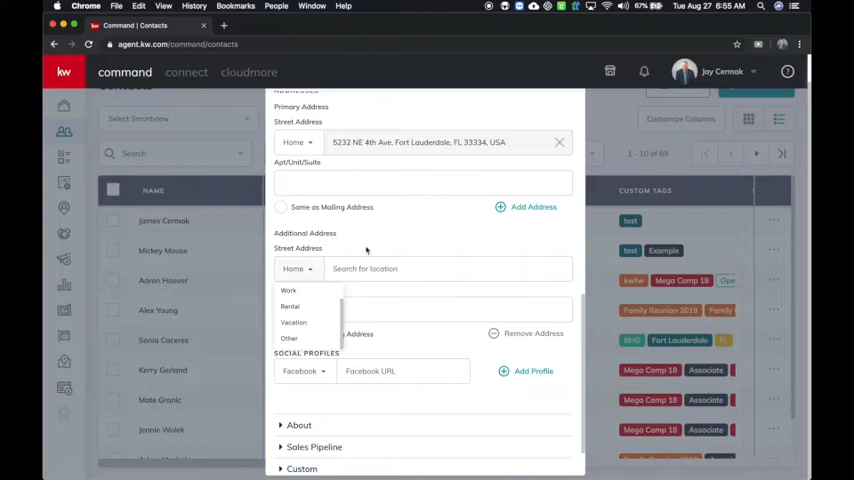 Chrome File Edit View History Bookmarks People Window Help
67% Tue Aug 27 6:55 AM
Command | Contacts
agent.kw.com/command/contacts
kw command connect cloudmore Jay Cermak
Select Smartview
Customize Columns
Search
1 - 10 of 89
NAME
CUSTOM TAGS
James Cermak
test
Mickey Mouse
test Example
Aaron Hoover
kwfw Mega Camp 18
Alex Young
Family Reunion 2019
Sonia Caceres
BHG Fort Lauderdale
Kerry Gerland
Mega Camp 18 Associate
Mate Granic
Mega Camp 18 Associate
Jennie Wolek
Mega Camp 18 Associate
ADDRESSES
Primary Address
Street Address
Home 5232 NE 4th Ave, Fort Lauderdale, FL 33334, USA
Apt/Unit/Suite
Same as Mailing Address Add Address
Additional Address
Street Address
Home Search for location
Work
Rental
Vacation
Other
Address Remove Address
SOCIAL PROFILES
Facebook Facebook URL Add Profile
About
Sales Pipeline
Custom